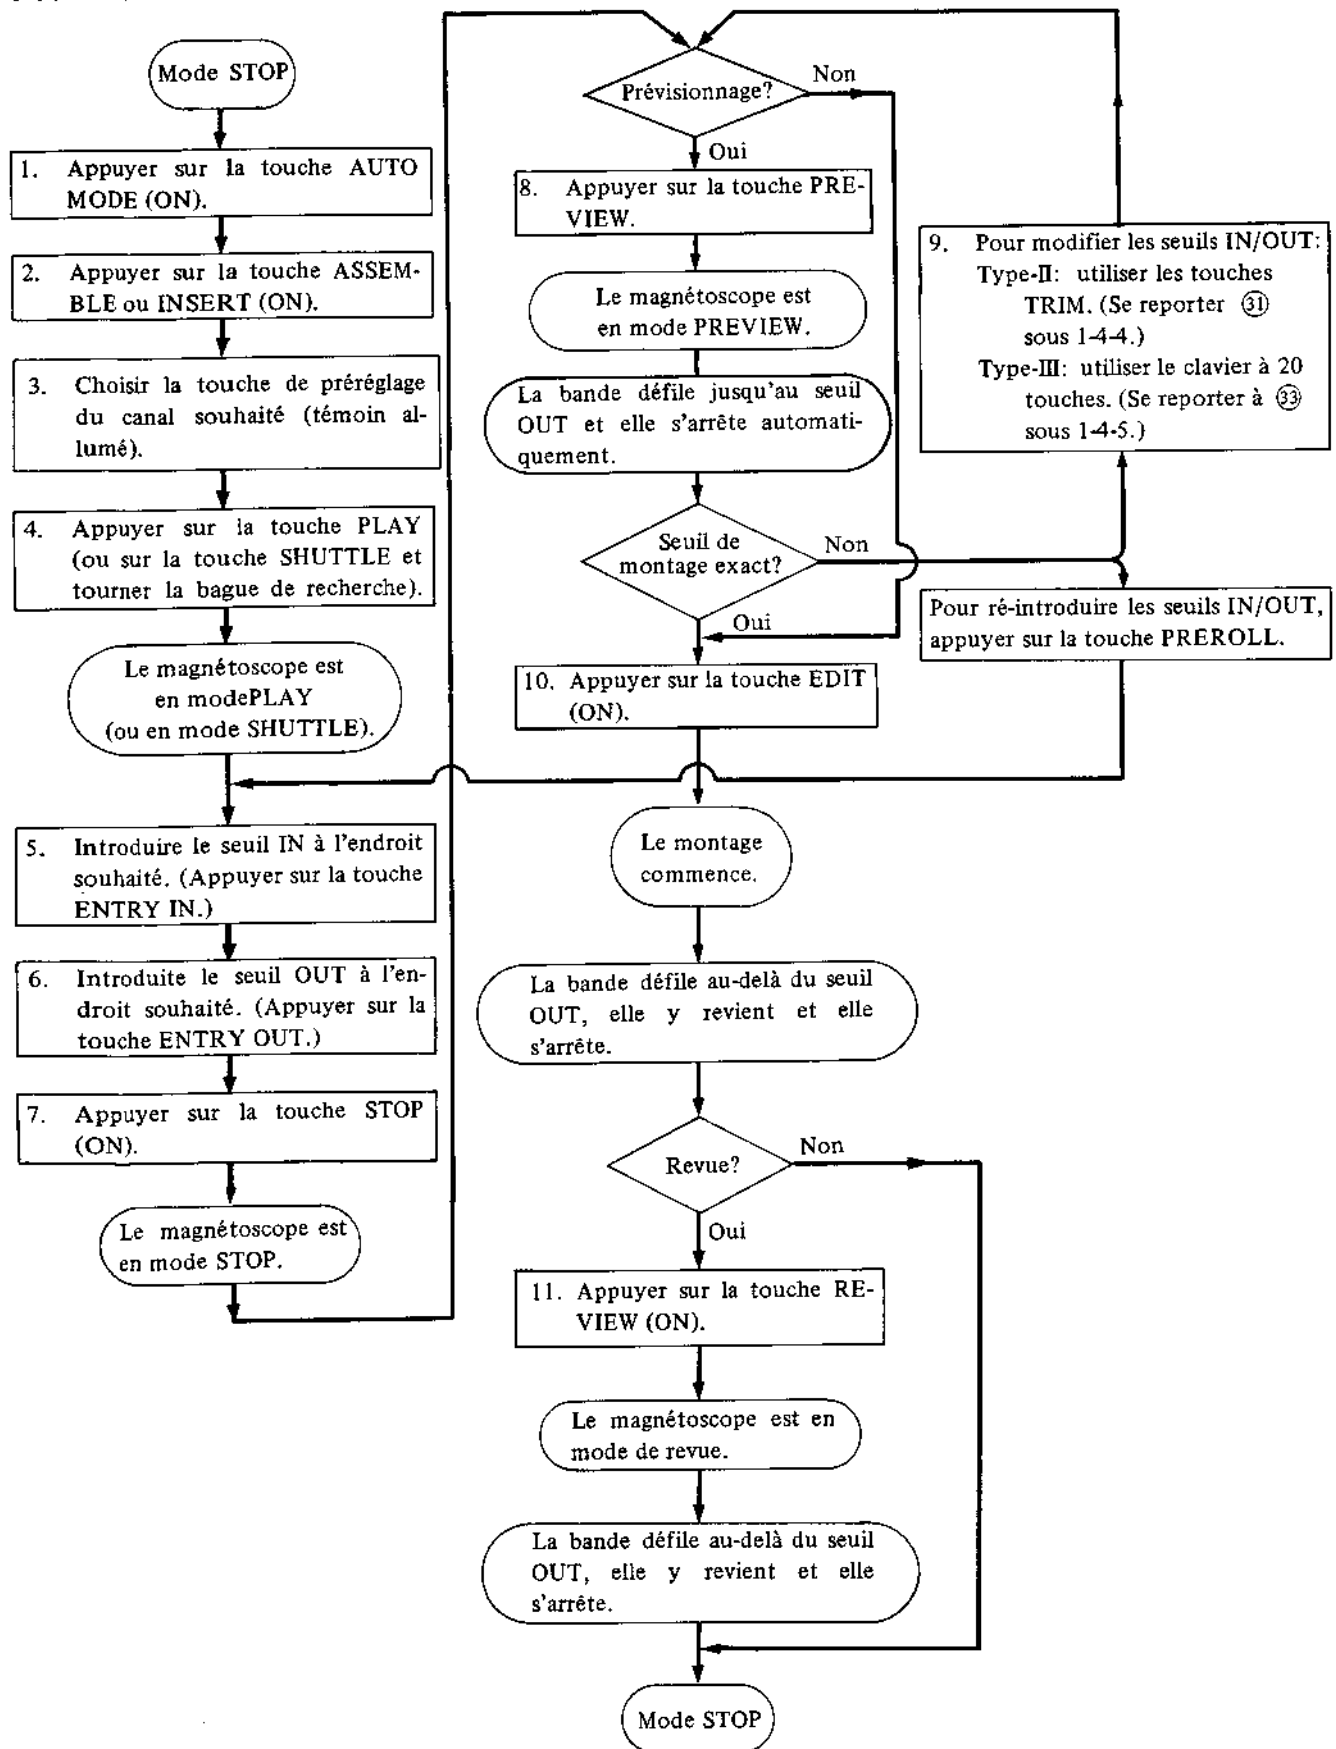 Mode STOP
1. Appuyer sur la touche AUTO
MODE (ON).
2. Appuyer sur la touche ASSEM-
BLE ou INSERT (ON).
3. Choisir la touche de préréglage
du canal souhaité (témoin al-
lumé).
4. Appuyer sur la touche PLAY
(ou sur la touche SHUTTLE et
tourner la bague de recherche).
Le magnétoscope est
en modePLAY
(ou en mode SHUTTLE).
5. Introduire le seuil IN à l'endroit
souhaité. (Appuyer sur la touche
ENTRY IN.)
6. Introduite le seuil OUT à l'en-
droit souhaité. (Appuyer sur la
touche ENTRY OUT.)
7. Appuyer sur la touche STOP
(ON).
Le magnétoscope est
en mode STOP.
Prévisionnage?
Non
Oui
8. Appuyer sur la touche PRE-
VIEW.
Le magnétoscope est
en mode PREVIEW.
La bande défile jusqu'au seuil
OUT et elle s'arrête automati-
quement.
Seuil de
montage exact?
Non
Oui
9. Pour modifier les seuils IN/OUT:
Type-II: utiliser les touches
TRIM. (Se reporter ㉛
sous 1-4-4.)
Type-III: utiliser le clavier à 20
touches. (Se reporter à ㉝
sous 1-4-5.)
Pour ré-introduire les seuils IN/OUT,
appuyer sur la touche PREROLL.
10. Appuyer sur la touche EDIT
(ON).
Le montage
commence.
La bande défile au-delà du seuil
OUT, elle y revient et elle
s'arrête.
Revue?
Non
Oui
11. Appuyer sur la touche RE-
VIEW (ON).
Le magnétoscope est en
mode de revue.
La bande défile au-delà du seuil
OUT, elle y revient et elle
s'arrête.
Mode STOP